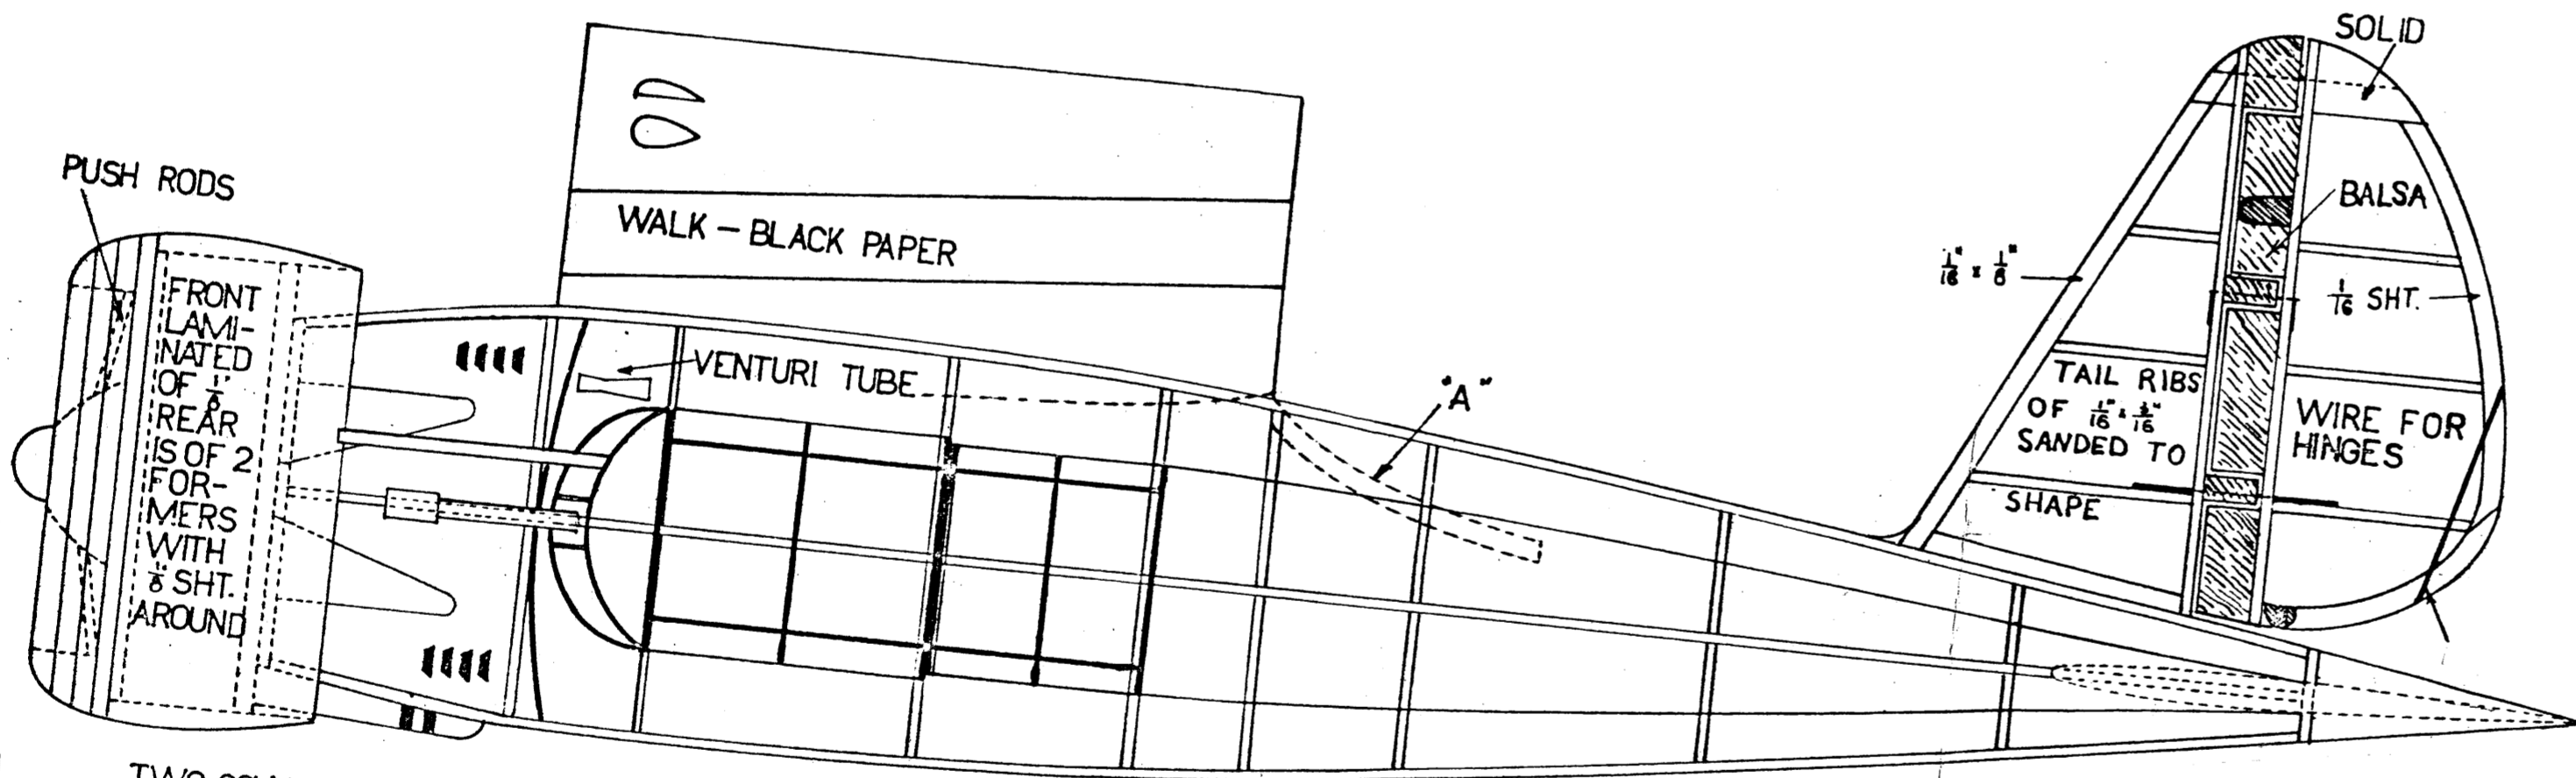 SOLID
PUSH RODS
BALSA
WALK – BLACK PAPER
1/16" x 1/8"
1/16 SHT.
FRONT
LAMI-
NATED
OF 1/8"
REAR
IS OF 2
FOR-
MERS
WITH
1/8" SHT.
AROUND
VENTURI TUBE
"A"
TAIL RIBS
OF 1/16" x 3/16"
SANDED TO
SHAPE
WIRE FOR
HINGES
TWO